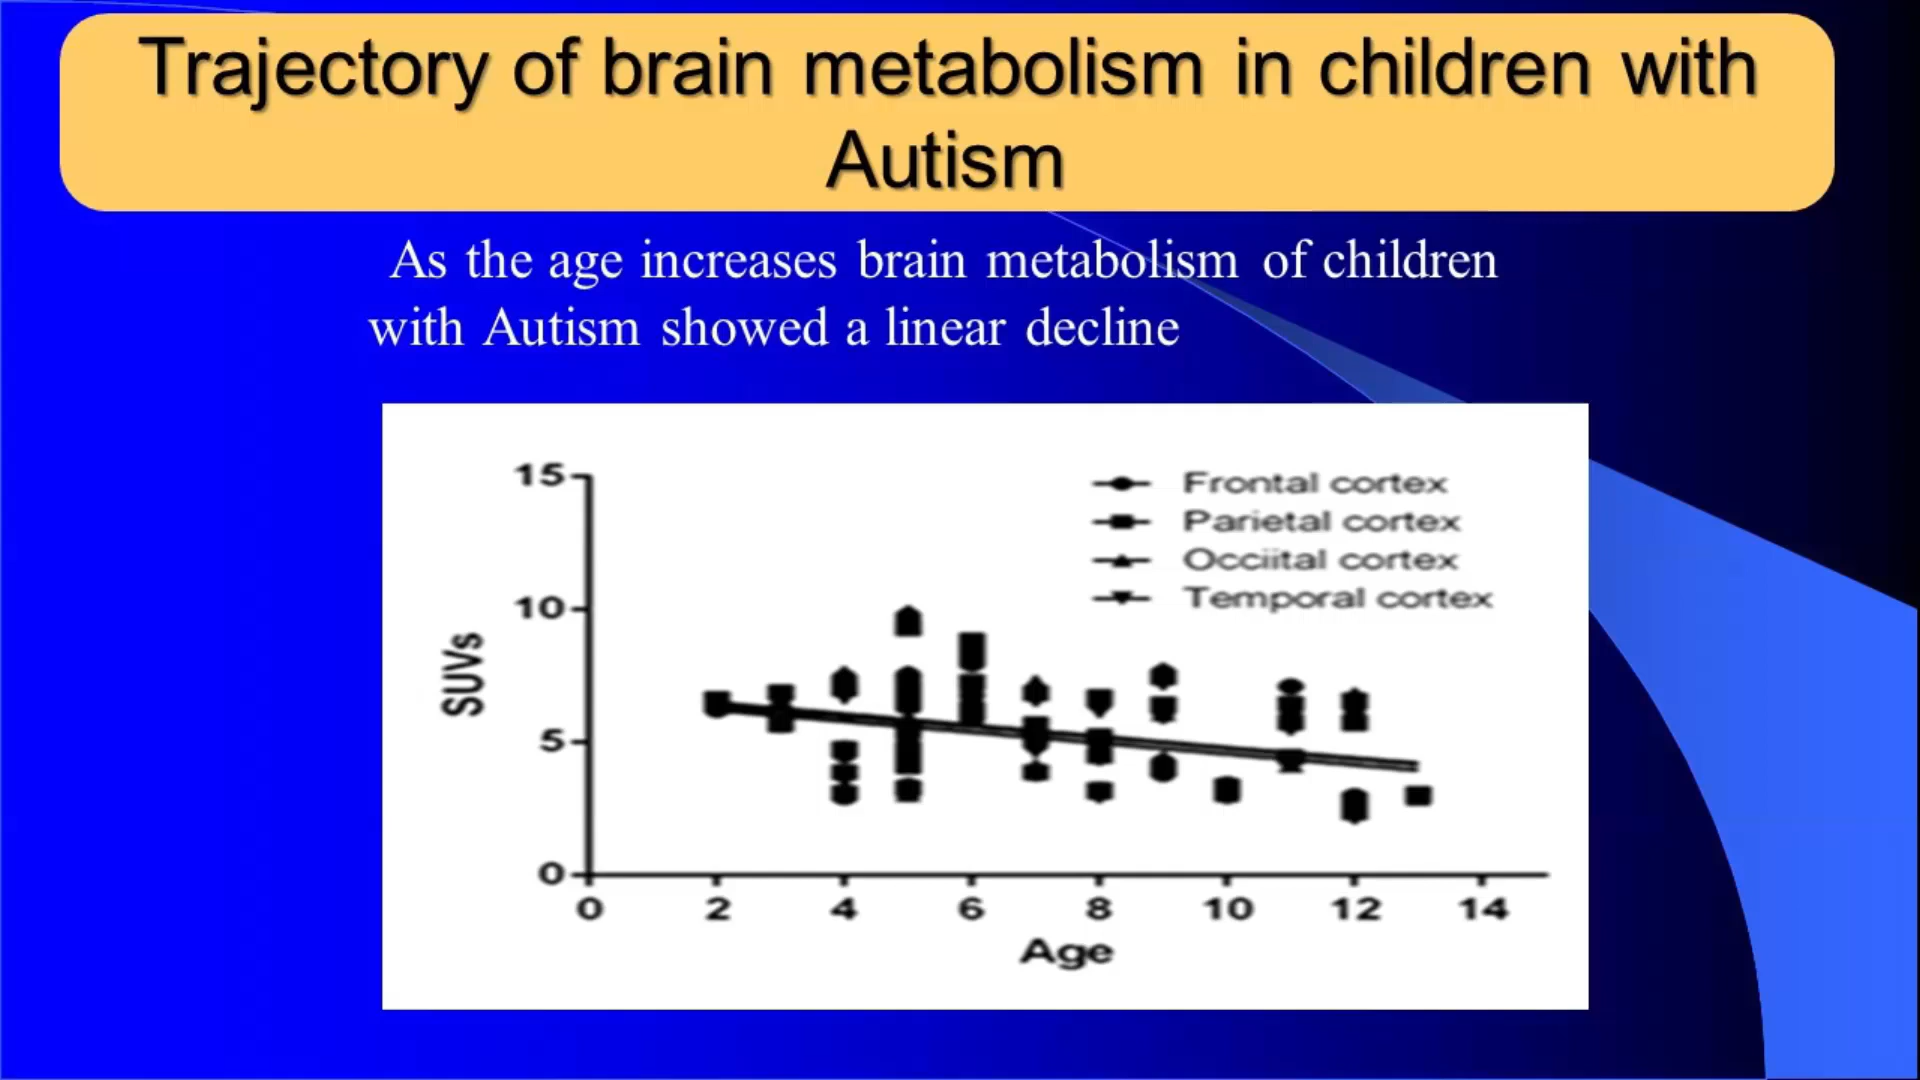 Trajectory of brain metabolism in children with
Autism
As the age increases brain metabolism of children
with Autism showed a linear decline
15
10
5
0
SUVs
Frontal cortex
Parietal cortex
Occiital cortex
Temporal cortex
0 2 4 6 8 10 12 14
Age